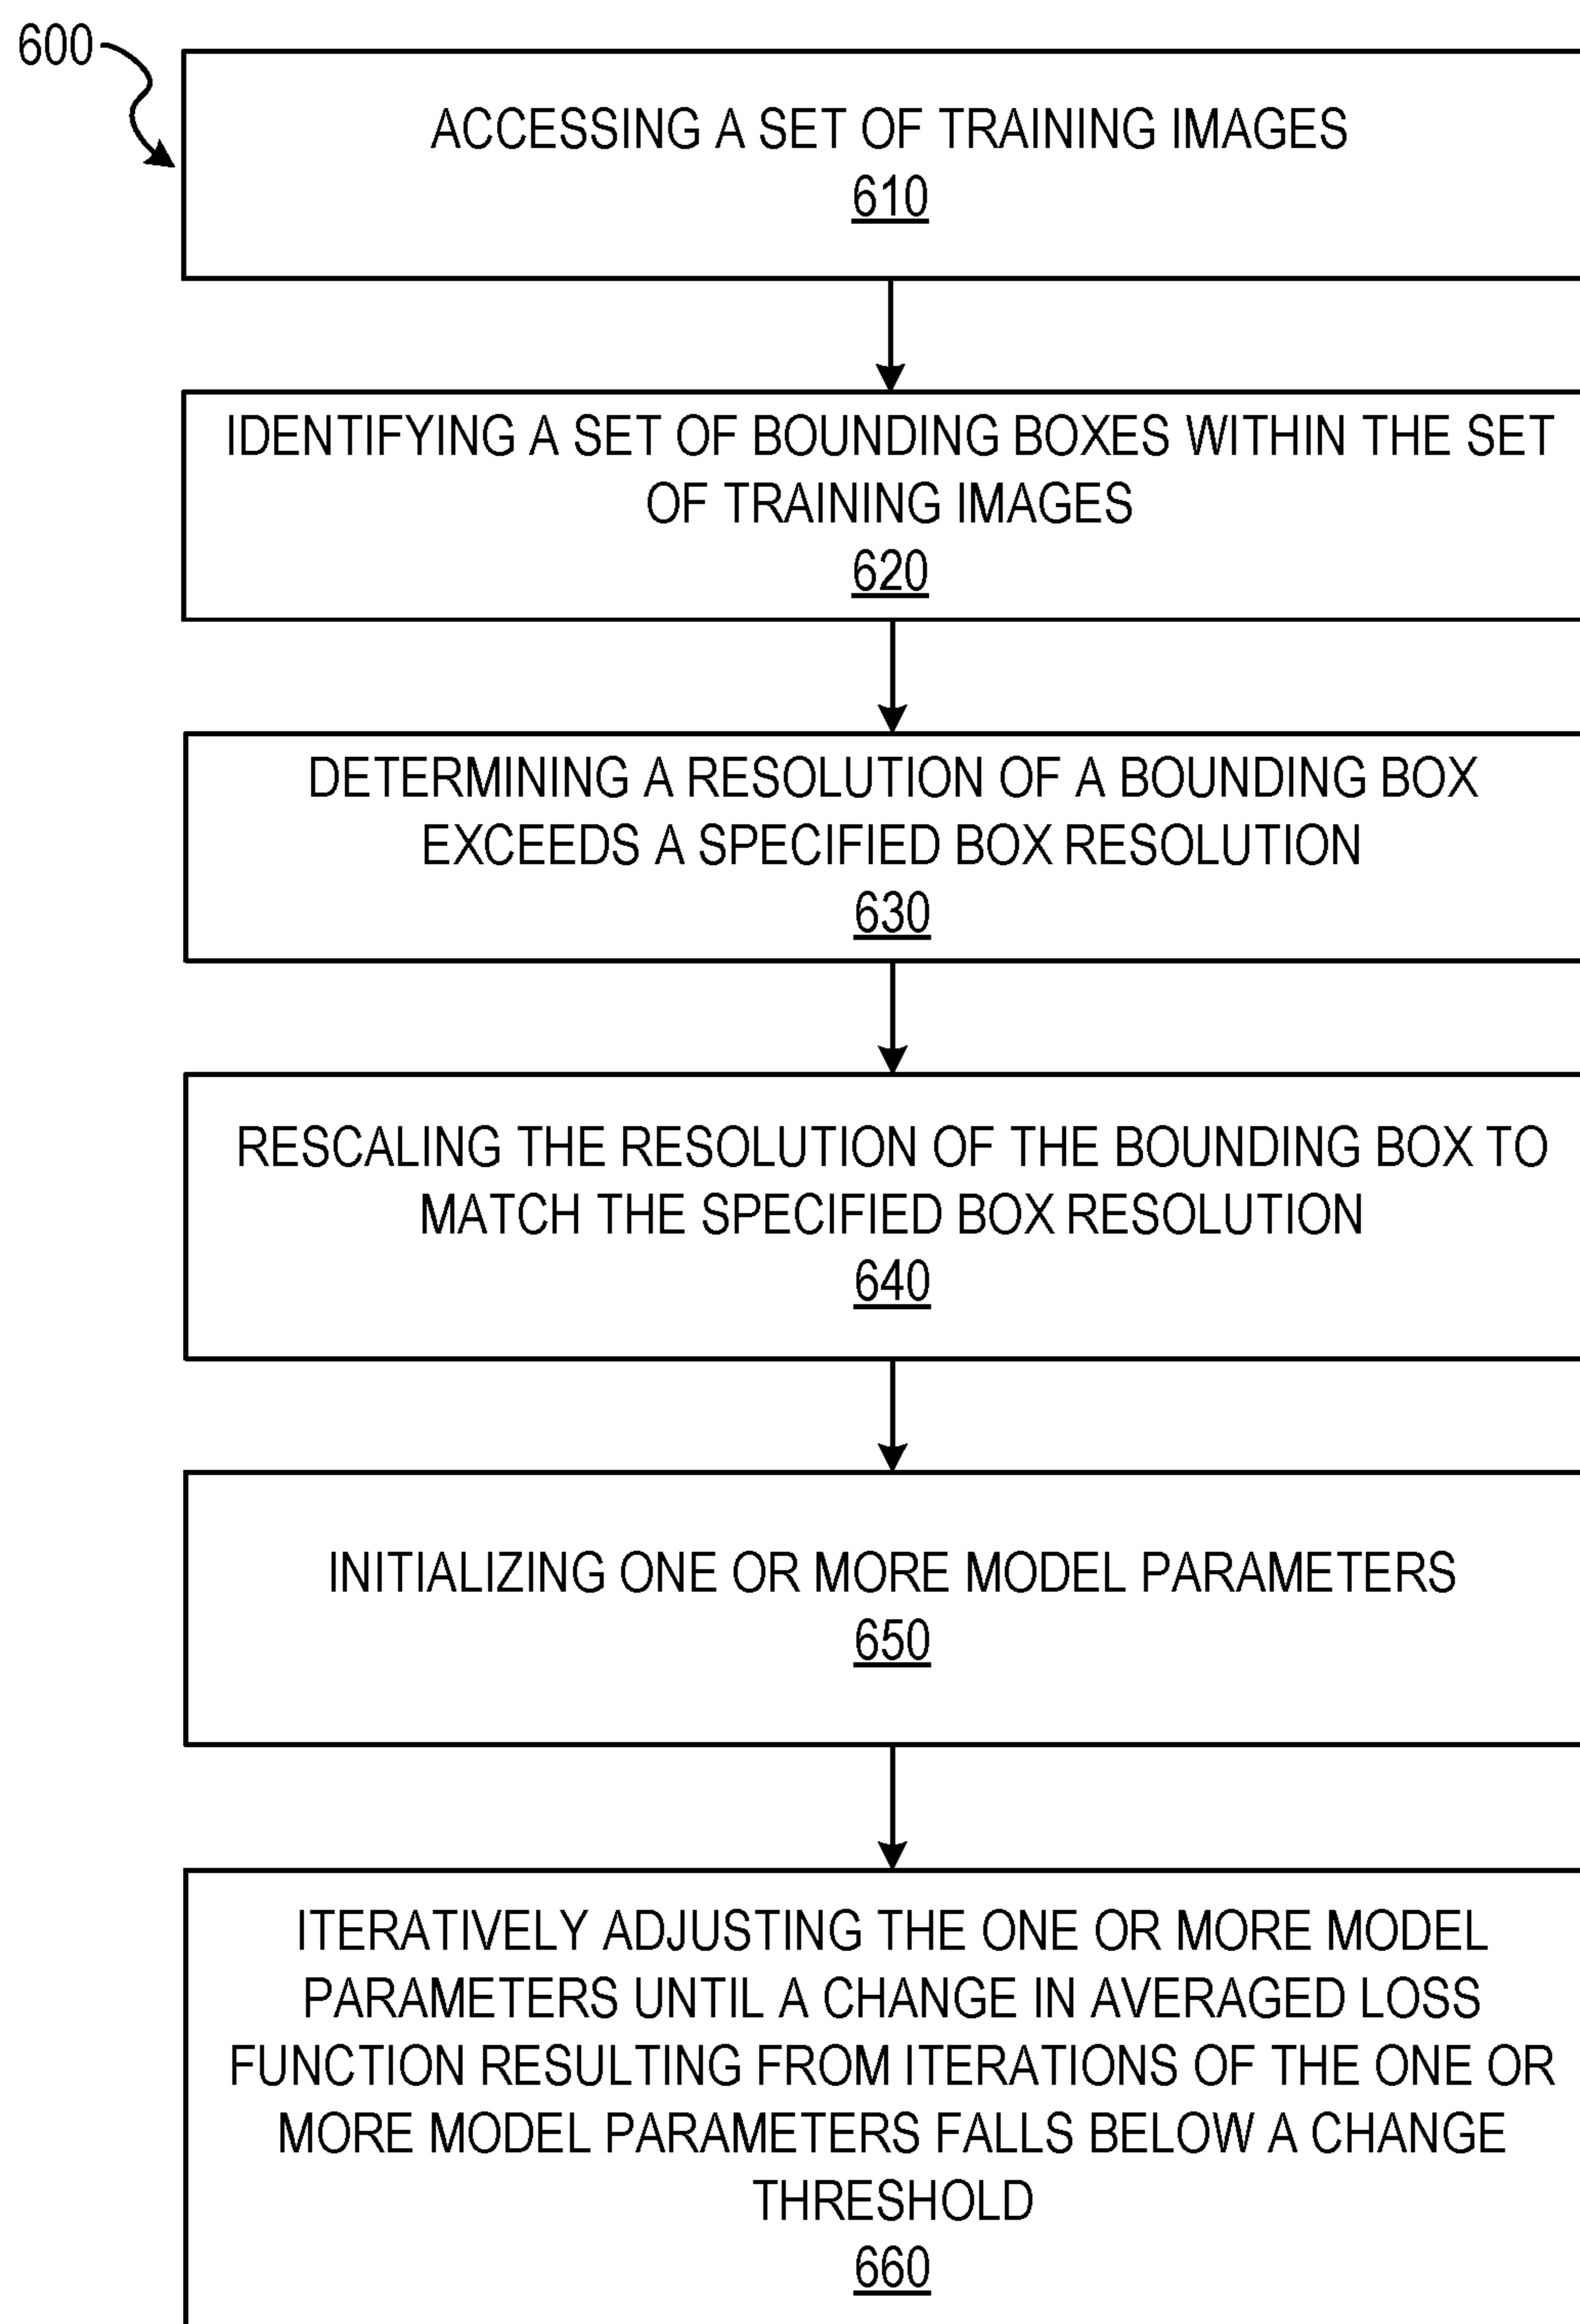 600
ACCESSING A SET OF TRAINING IMAGES
610
IDENTIFYING A SET OF BOUNDING BOXES WITHIN THE SET
OF TRAINING IMAGES
620
DETERMINING A RESOLUTION OF A BOUNDING BOX
EXCEEDS A SPECIFIED BOX RESOLUTION
630
RESCALING THE RESOLUTION OF THE BOUNDING BOX TO
MATCH THE SPECIFIED BOX RESOLUTION
640
INITIALIZING ONE OR MORE MODEL PARAMETERS
650
ITERATIVELY ADJUSTING THE ONE OR MORE MODEL
PARAMETERS UNTIL A CHANGE IN AVERAGED LOSS
FUNCTION RESULTING FROM ITERATIONS OF THE ONE OR
MORE MODEL PARAMETERS FALLS BELOW A CHANGE
THRESHOLD
660